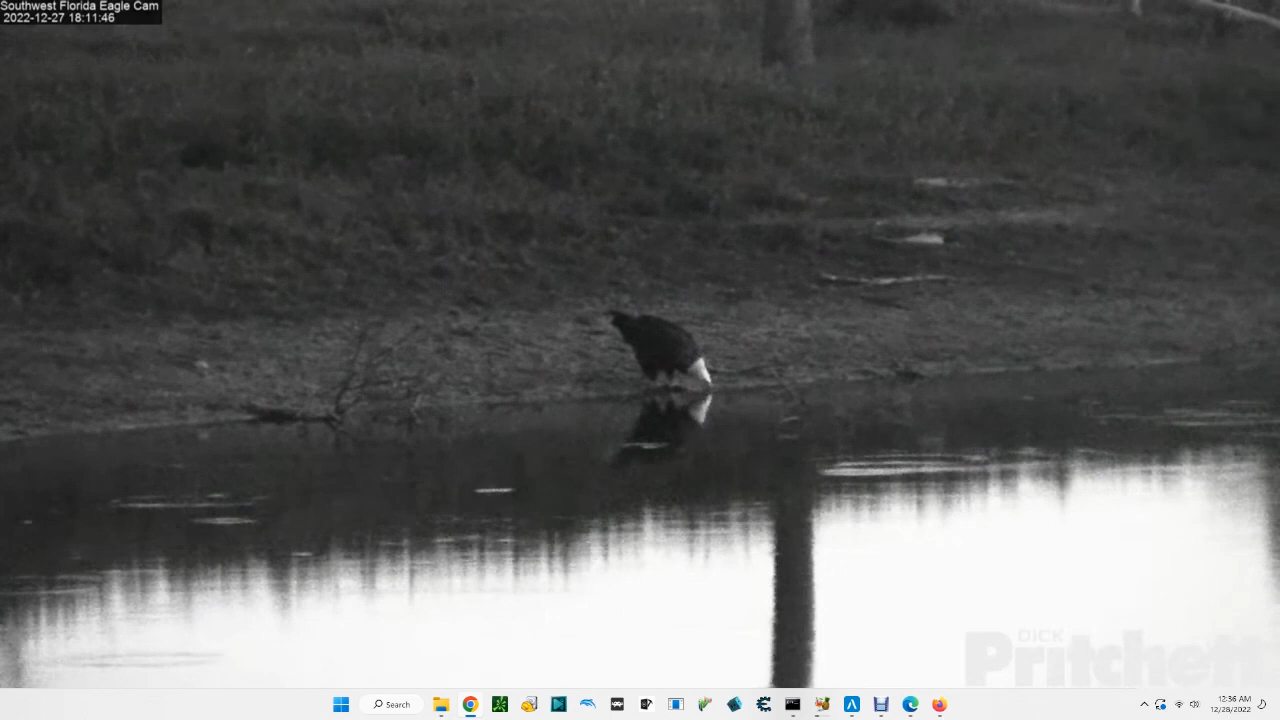 Southwest Florida Eagle Cam
2022-12-27 18:11:46
DICK
Pritchett
Search
12:36 AM
12/28/2022